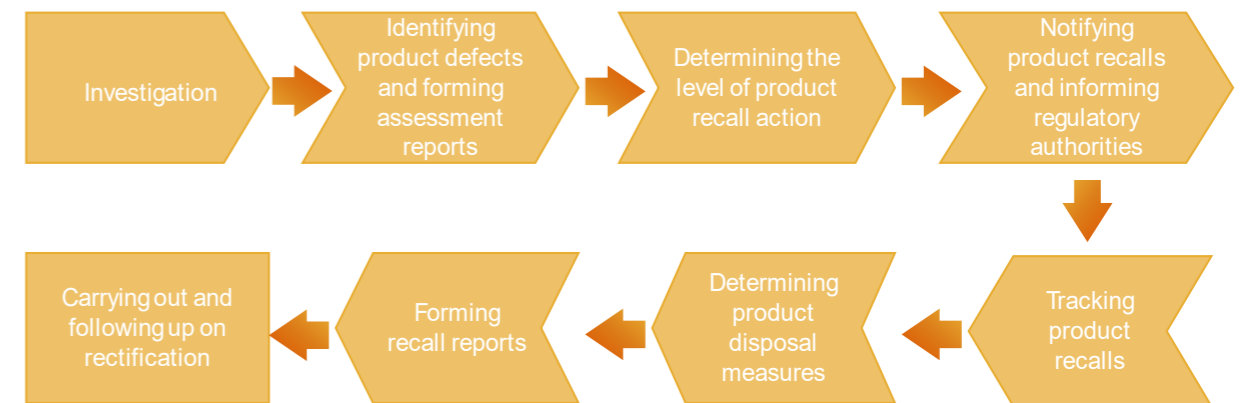 Investigation
Identifying
product defects
and forming
assessment
reports
Determining the
level of product
recall action
Notifying
product recalls
and informing
regulatory
authorities
Tracking
product
recalls
Determining
product
disposal
measures
Forming
recall reports
Carrying out and
following up on
rectification